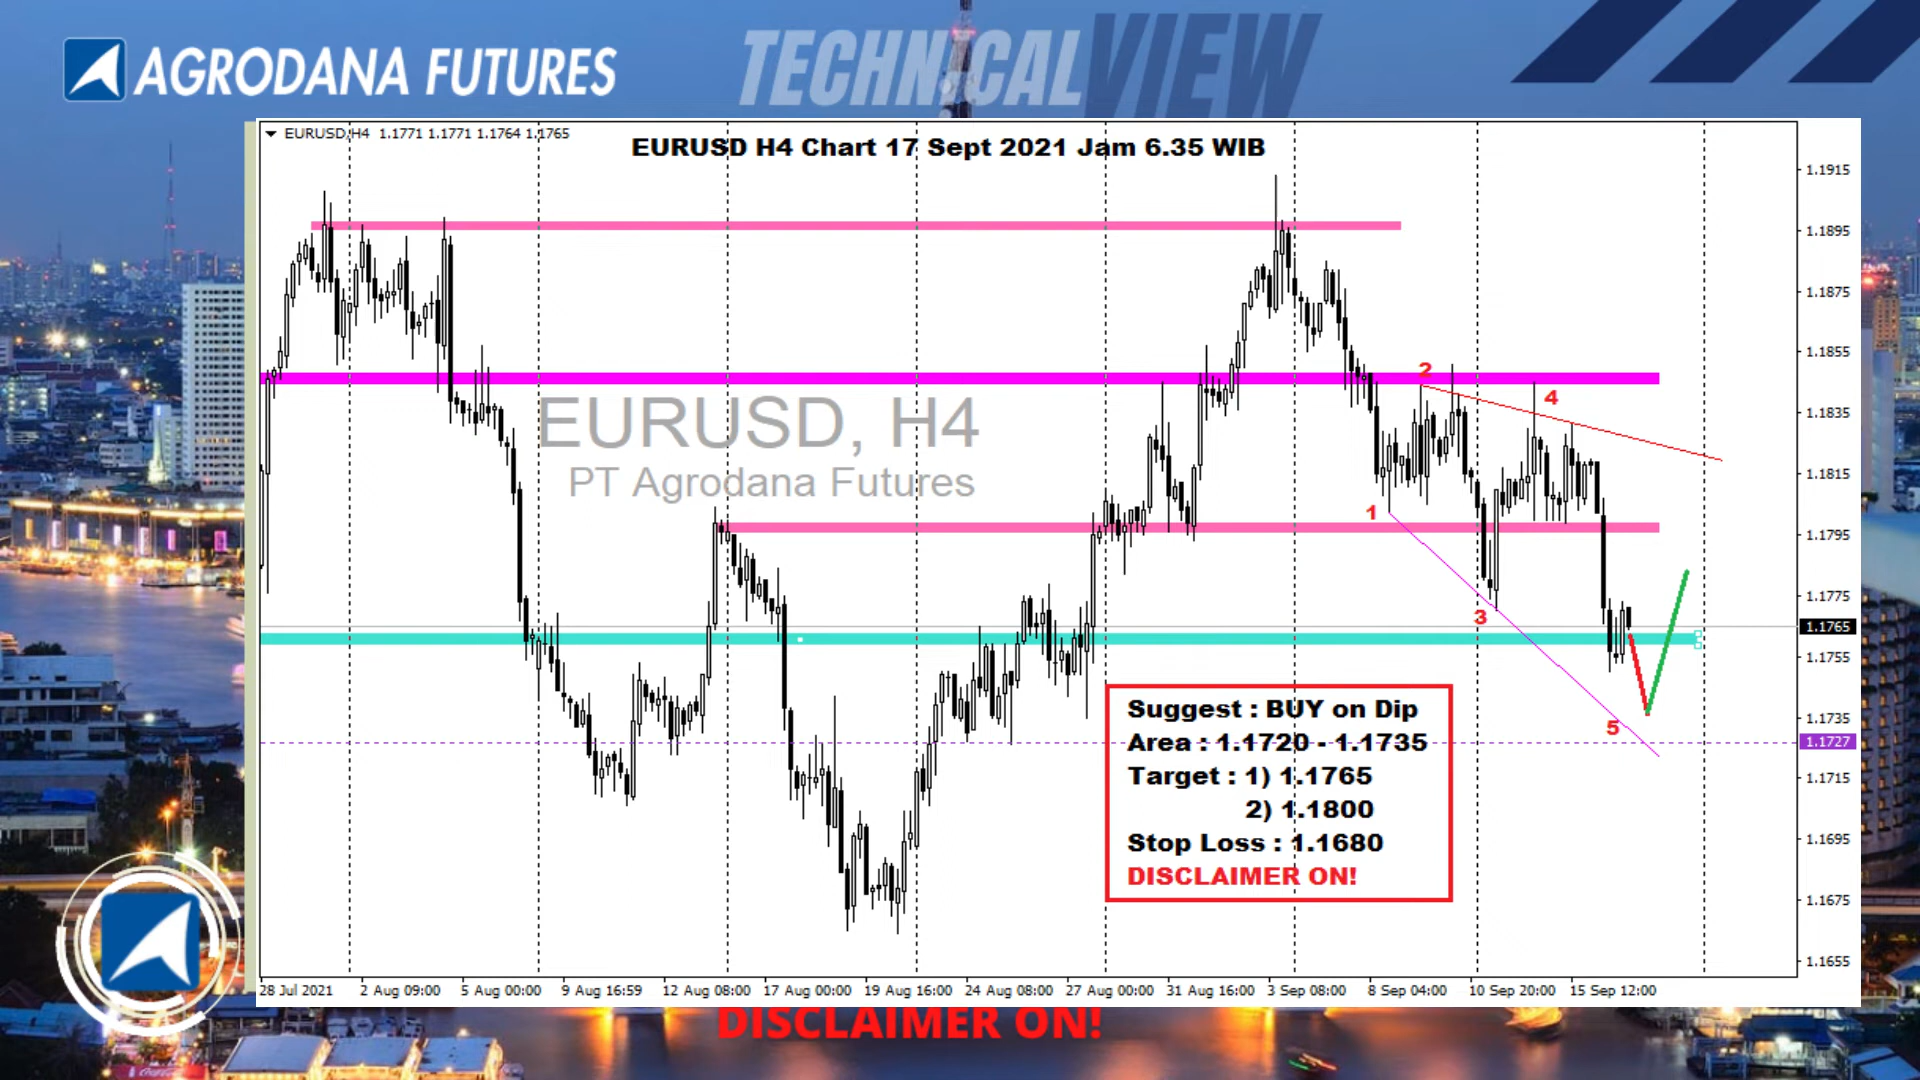 AGRODANA FUTURES
TECHNICAL VIEW
EURUSD,H4 1.1771 1.1771 1.1764 1.1765
EURUSD H4 Chart 17 Sept 2021 Jam 6.35 WIB
1.1915
1.1895
1.1875
1.1855
1.1835
1.1815
1.1795
1.1775
1.1765
1.1755
1.1735
1.1727
1.1715
1.1695
1.1675
1.1655
EURUSD, H4
PT Agrodana Futures
2
4
1
3
5
Suggest : BUY on Dip
Area : 1.1720 - 1.1735
Target : 1) 1.1765
2) 1.1800
Stop Loss : 1.1680
DISCLAIMER ON!
28 Jul 2021 2 Aug 09:00 5 Aug 00:00 9 Aug 16:59 12 Aug 08:00 17 Aug 00:00 19 Aug 16:00 24 Aug 08:00 27 Aug 00:00 31 Aug 16:00 3 Sep 08:00 8 Sep 04:00 10 Sep 20:00 15 Sep 12:00
DISCLAIMER ON!